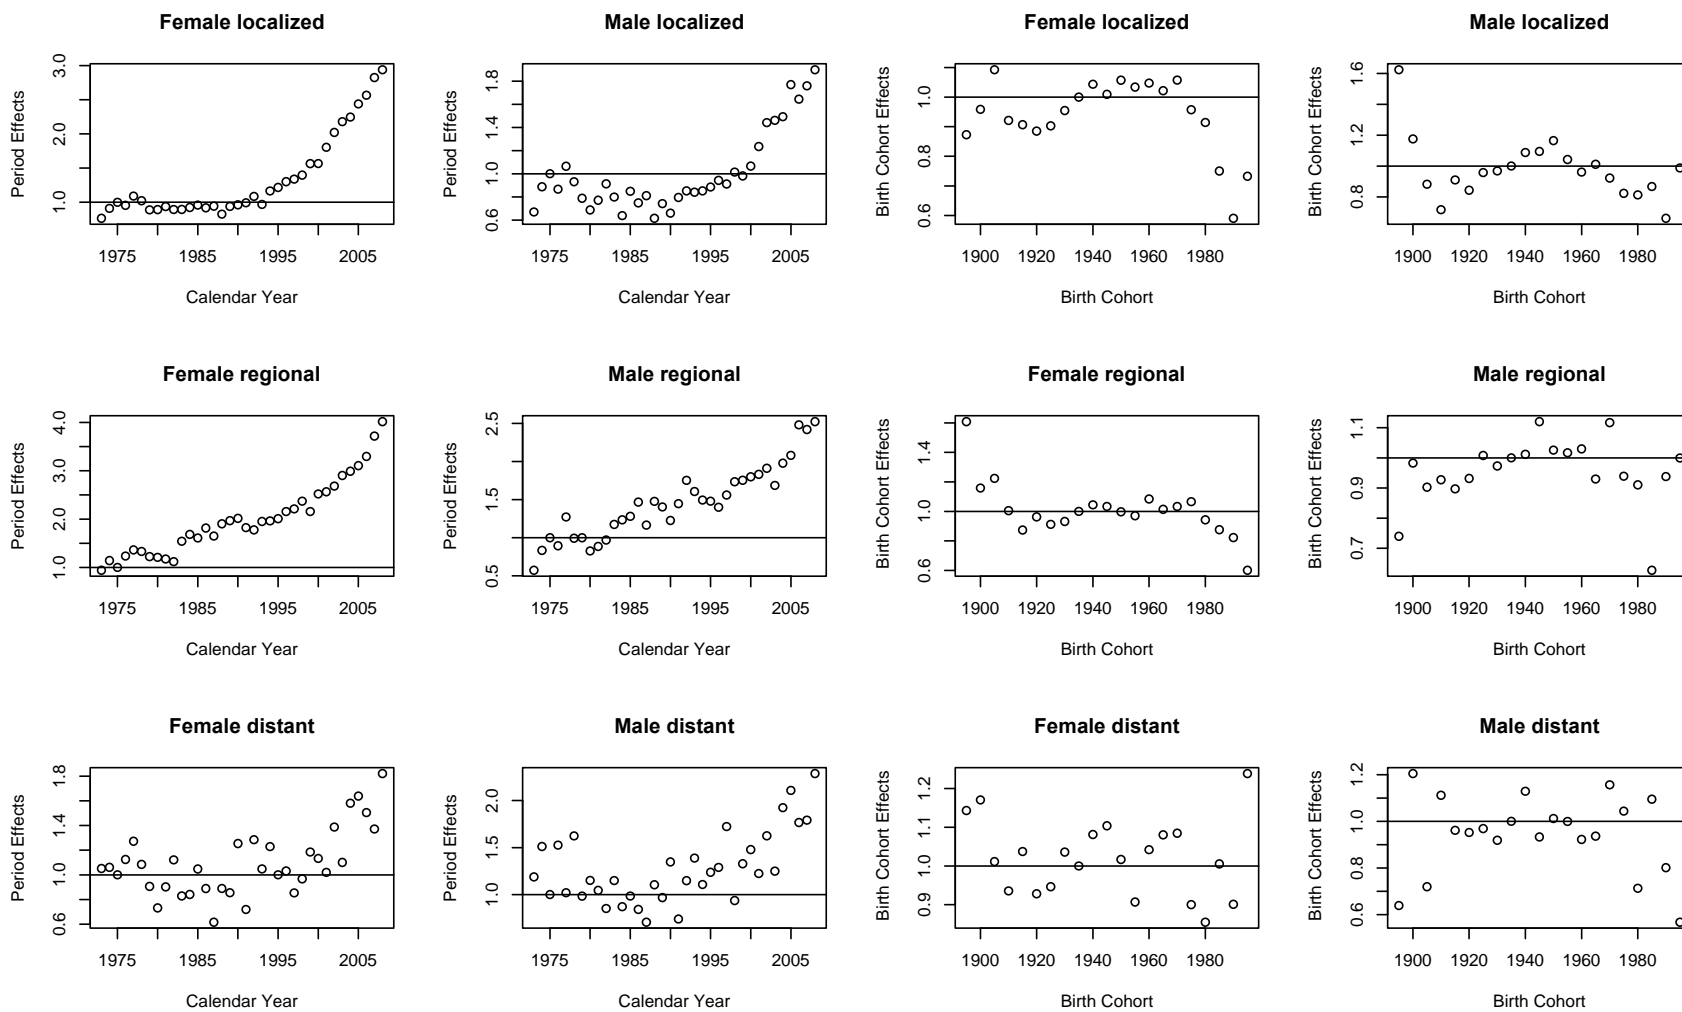 Female localized
Male localized
Female localized
Male localized
Period Effects
1.0 2.0 3.0
1975 1985 1995 2005
Calendar Year
Period Effects
0.6 1.0 1.4 1.8
1975 1985 1995 2005
Calendar Year
Birth Cohort Effects
0.6 0.8 1.0
1900 1920 1940 1960 1980
Birth Cohort
Birth Cohort Effects
0.8 1.2 1.6
1900 1920 1940 1960 1980
Birth Cohort
Female regional
Male regional
Female regional
Male regional
Period Effects
1.0 2.0 3.0 4.0
1975 1985 1995 2005
Calendar Year
Period Effects
0.5 1.5 2.5
1975 1985 1995 2005
Calendar Year
Birth Cohort Effects
0.6 1.0 1.4
1900 1920 1940 1960 1980
Birth Cohort
Birth Cohort Effects
0.7 0.9 1.1
1900 1920 1940 1960 1980
Birth Cohort
Female distant
Male distant
Female distant
Male distant
Period Effects
0.6 1.0 1.4 1.8
1975 1985 1995 2005
Calendar Year
Period Effects
1.0 1.5 2.0
1975 1985 1995 2005
Calendar Year
Birth Cohort Effects
0.9 1.0 1.1 1.2
1900 1920 1940 1960 1980
Birth Cohort
Birth Cohort Effects
0.6 0.8 1.0 1.2
1900 1920 1940 1960 1980
Birth Cohort